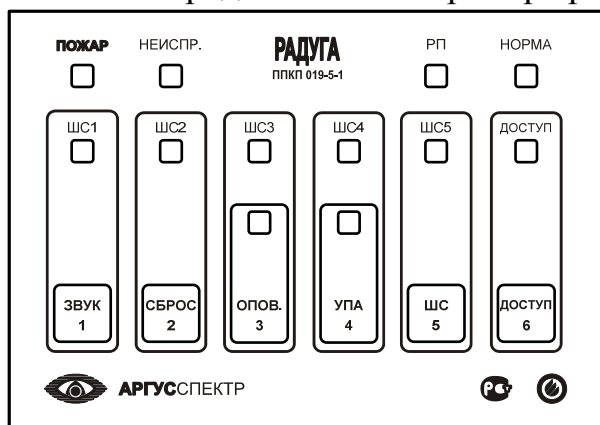 ПОЖАР НЕИСПР. РАДУГА РП НОРМА
ППКП 019-5-1
ШС1 ШС2 ШС3 ШС4 ШС5 ДОСТУП
ЗВУК СБРОС ОПОВ. УПА ШС ДОСТУП
1 2 3 4 5 6
АРГУССПЕКТР